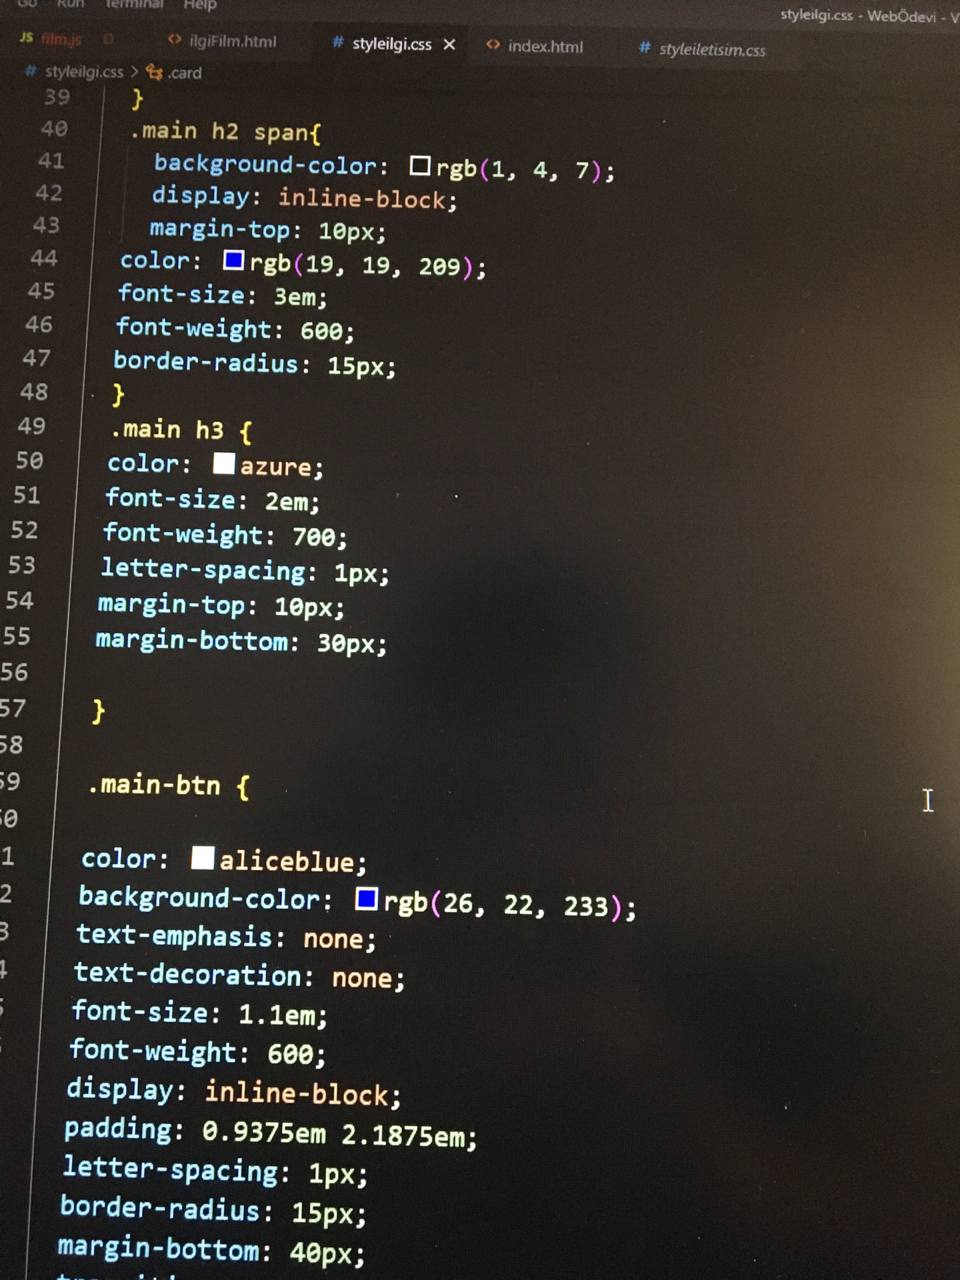 Go Run Terminal Help
styleilgi.css - WebÖdevi - V
JS film.js D <> ilgiFilm.html # styleilgi.css × <> index.html # styleiletisim.css
# styleilgi.css > .card
39 }
40 .main h2 span{
41 background-color: rgb(1, 4, 7);
42 display: inline-block;
43 margin-top: 10px;
44 color: rgb(19, 19, 209);
45 font-size: 3em;
46 font-weight: 600;
47 border-radius: 15px;
48 }
49 .main h3 {
50 color: azure;
51 font-size: 2em;
52 font-weight: 700;
53 letter-spacing: 1px;
54 margin-top: 10px;
55 margin-bottom: 30px;
56
57 }
58
59 .main-btn {
0
1 color: aliceblue;
2 background-color: rgb(26, 22, 233);
3 text-emphasis: none;
4 text-decoration: none;
font-size: 1.1em;
font-weight: 600;
display: inline-block;
padding: 0.9375em 2.1875em;
letter-spacing: 1px;
border-radius: 15px;
margin-bottom: 40px;